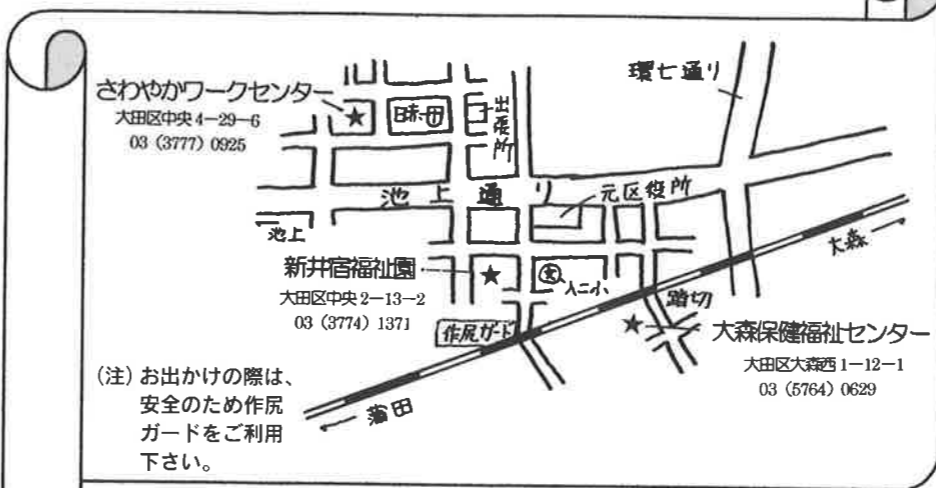 さわやかワークセンター
大田区中央4-29-6
03 (3777) 0925
出張所
環七通り
池上通り
元区役所
池上
大森
新井宿福祉園
大田区中央2-13-2
03 (3774) 1371
入二小
踏切
作尻ガード
大森保健福祉センター
大田区大森西1-12-1
03 (5764) 0629
蒲田
(注) お出かけの際は、
安全のため作尻
ガードをご利用
下さい。